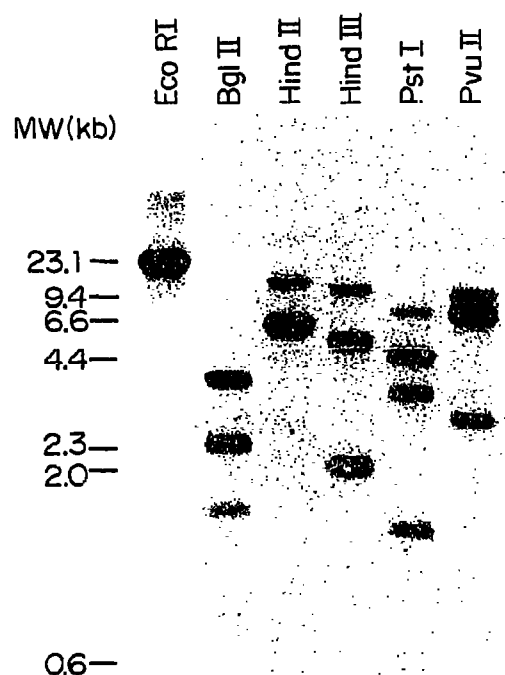 Eco RI
Bgl II
Hind II
Hind III
Pst I
Pvu II
MW(kb)
23.1
9.4
6.6
4.4
2.3
2.0
0.6